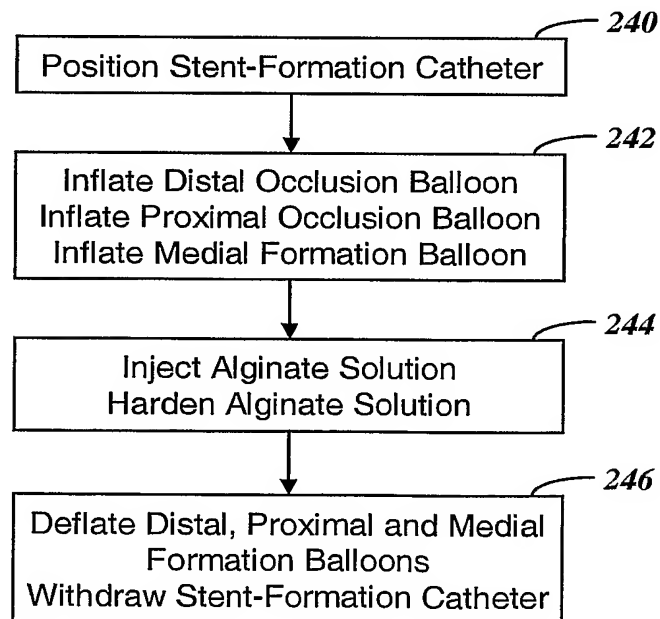 240
Position Stent-Formation Catheter
242
Inflate Distal Occlusion Balloon
Inflate Proximal Occlusion Balloon
Inflate Medial Formation Balloon
244
Inject Alginate Solution
Harden Alginate Solution
246
Deflate Distal, Proximal and Medial
Formation Balloons
Withdraw Stent-Formation Catheter